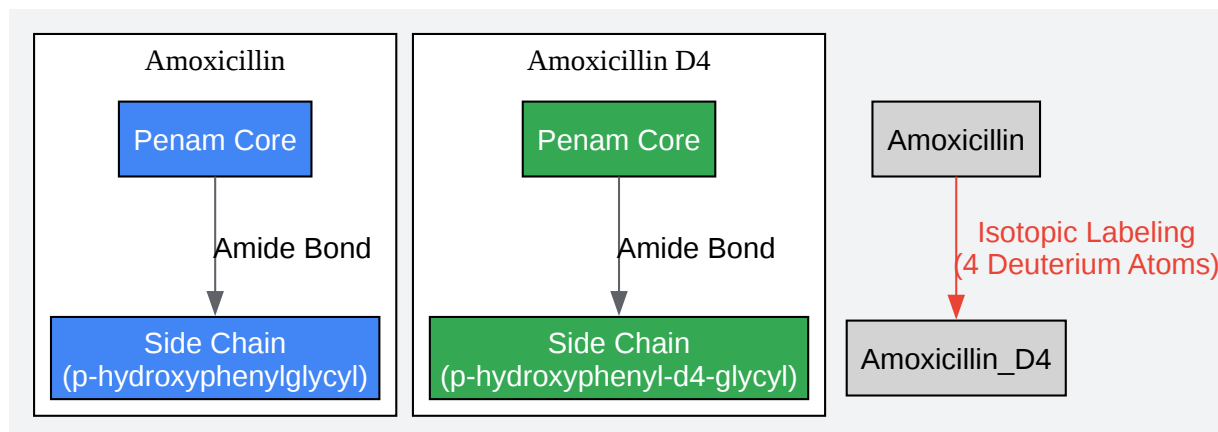 Amoxicillin
Penam Core
Amide Bond
Side Chain
(p-hydroxyphenylglycyl)
Amoxicillin D4
Penam Core
Amide Bond
Side Chain
(p-hydroxyphenyl-d4-glycyl)
Amoxicillin
Isotopic Labeling
(4 Deuterium Atoms)
Amoxicillin_D4